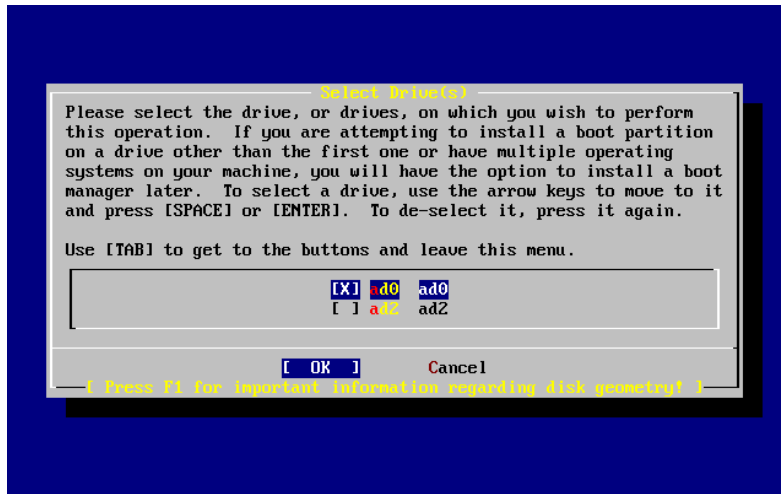 Select Drive(s)
Please select the drive, or drives, on which you wish to perform
this operation.  If you are attempting to install a boot partition
on a drive other than the first one or have multiple operating
systems on your machine, you will have the option to install a boot
manager later.  To select a drive, use the arrow keys to move to it
and press [SPACE] or [ENTER].  To de-select it, press it again.
Use [TAB] to get to the buttons and leave this menu.
[X] ad0 ad0
[ ] ad2 ad2
[ OK ] Cancel
[ Press F1 for important information regarding disk geometry! ]